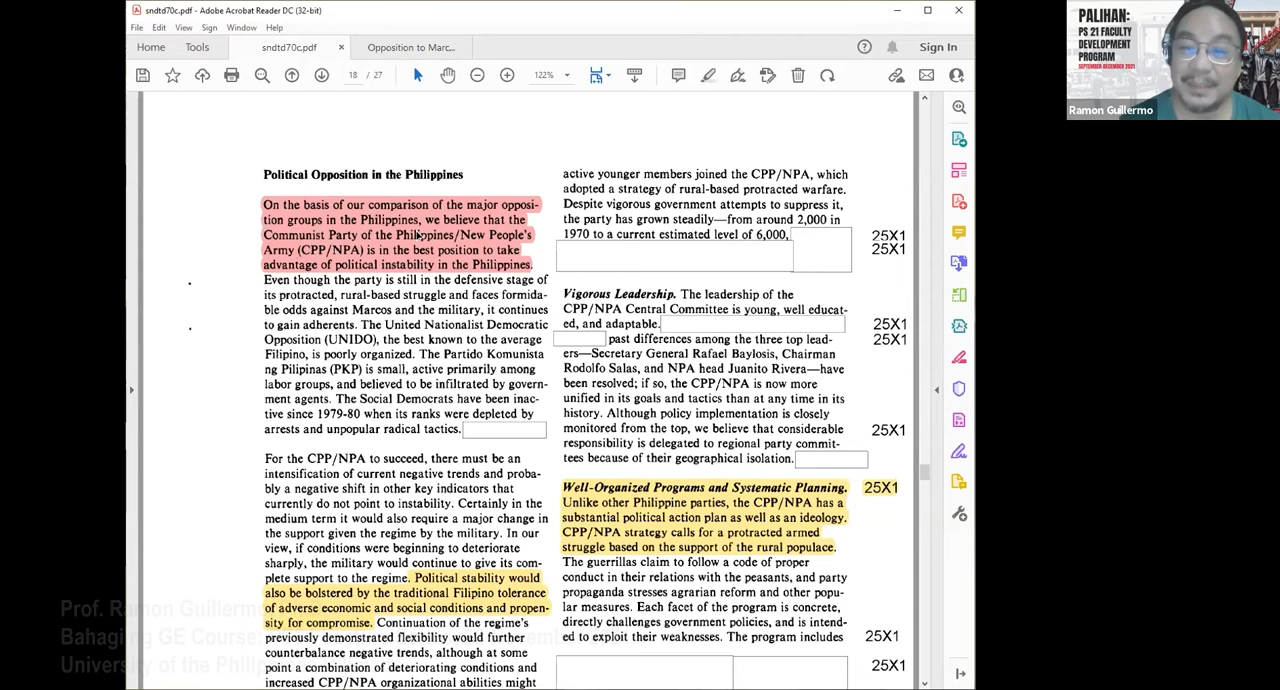 sndtd70c.pdf - Adobe Acrobat Reader DC (32-bit)
File Edit View Sign Window Help
Home Tools sndtd70c.pdf × Opposition to Marc... Sign In
18 / 27 122%
Political Opposition in the Philippines
On the basis of our comparison of the major opposi-
tion groups in the Philippines, we believe that the
Communist Party of the Philippines/New People's
Army (CPP/NPA) is in the best position to take
advantage of political instability in the Philippines.
Even though the party is still in the defensive stage of
its protracted, rural-based struggle and faces formida-
ble odds against Marcos and the military, it continues
to gain adherents. The United Nationalist Democratic
Opposition (UNIDO), the best known to the average
Filipino, is poorly organized. The Partido Komunista
ng Pilipinas (PKP) is small, active primarily among
labor groups, and believed to be infiltrated by govern-
ment agents. The Social Democrats have been inac-
tive since 1979-80 when its ranks were depleted by
arrests and unpopular radical tactics.
For the CPP/NPA to succeed, there must be an
intensification of current negative trends and proba-
bly a negative shift in other key indicators that
currently do not point to instability. Certainly in the
medium term it would also require a major change in
the support given the regime by the military. In our
view, if conditions were beginning to deteriorate
sharply, the military would continue to give its com-
plete support to the regime. Political stability would
also be bolstered by the traditional Filipino tolerance
of adverse economic and social conditions and propen-
sity for compromise. Continuation of the regime's
previously demonstrated flexibility would further
counterbalance negative trends, although at some
point a combination of deteriorating conditions and
increased CPP/NPA organizational abilities might
active younger members joined the CPP/NPA, which
adopted a strategy of rural-based protracted warfare.
Despite vigorous government attempts to suppress it,
the party has grown steadily—from around 2,000 in
1970 to a current estimated level of 6,000,
25X1
25X1
Vigorous Leadership. The leadership of the
CPP/NPA Central Committee is young, well educat-
ed, and adaptable. 25X1
past differences among the three top lead- 25X1
ers—Secretary General Rafael Baylosis, Chairman
Rodolfo Salas, and NPA head Juanito Rivera—have
been resolved; if so, the CPP/NPA is now more
unified in its goals and tactics than at any time in its
history. Although policy implementation is closely
monitored from the top, we believe that considerable 25X1
responsibility is delegated to regional party commit-
tees because of their geographical isolation.
Well-Organized Programs and Systematic Planning. 25X1
Unlike other Philippine parties, the CPP/NPA has a
substantial political action plan as well as an ideology.
CPP/NPA strategy calls for a protracted armed
struggle based on the support of the rural populace.
The guerrillas claim to follow a code of proper
conduct in their relations with the peasants, and party
propaganda stresses agrarian reform and other popu-
lar measures. Each facet of the program is concrete,
directly challenges government policies, and is intend-
ed to exploit their weaknesses. The program includes 25X1
25X1
PALIHAN:
PS 21 FACULTY
DEVELOPMENT
PROGRAM
SEPTEMBER-DECEMBER 2021
Ramon Guillermo
Prof. Ramon Guillermo
Bahaging GE Course:
University of the Philip